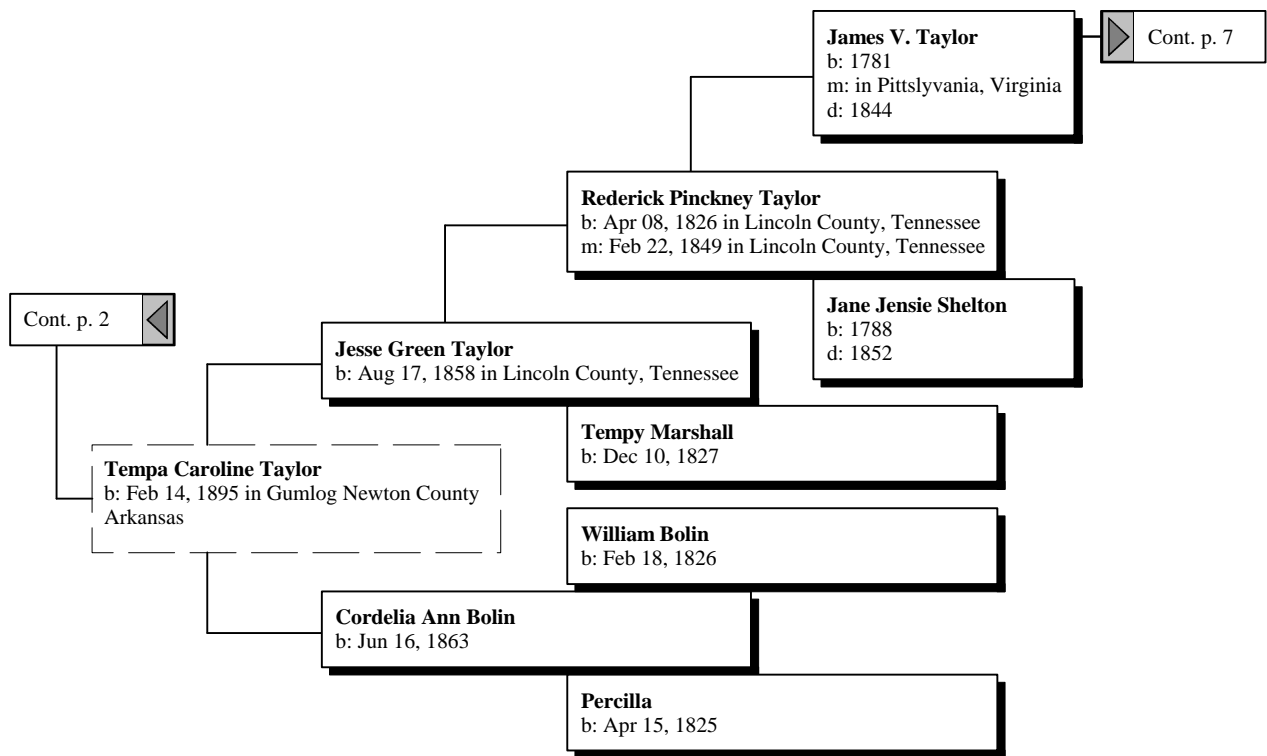 James V. Taylor
b: 1781
m: in Pittslyvania, Virginia
d: 1844
Cont. p. 7
Rederick Pinckney Taylor
b: Apr 08, 1826 in Lincoln County, Tennessee
m: Feb 22, 1849 in Lincoln County, Tennessee
Jane Jensie Shelton
b: 1788
d: 1852
Cont. p. 2
Jesse Green Taylor
b: Aug 17, 1858 in Lincoln County, Tennessee
Tempy Marshall
b: Dec 10, 1827
Tempa Caroline Taylor
b: Feb 14, 1895 in Gumlog Newton County
Arkansas
William Bolin
b: Feb 18, 1826
Cordelia Ann Bolin
b: Jun 16, 1863
Percilla
b: Apr 15, 1825